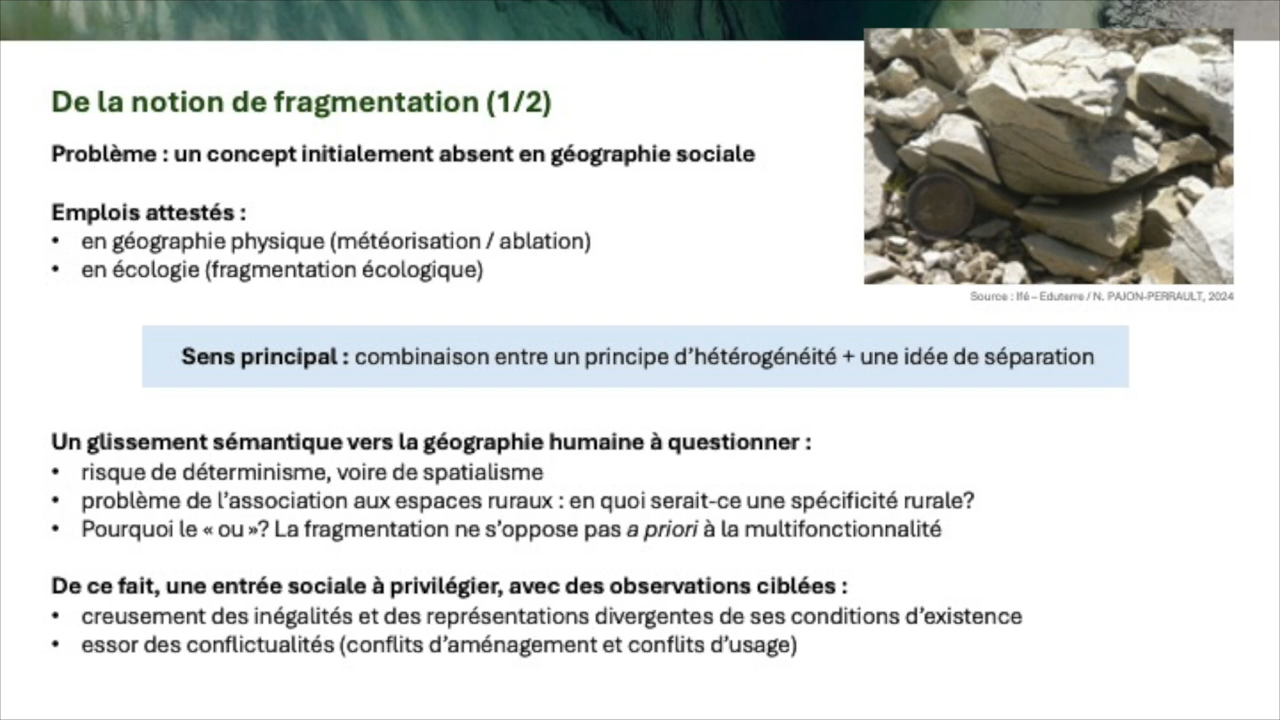 De la notion de fragmentation (1/2)
Problème : un concept initialement absent en géographie sociale
Emplois attestés :
• en géographie physique (météorisation / ablation)
• en écologie (fragmentation écologique)
Source : Ifé – Eduterre / N. PAJON-PERRAULT, 2024
Sens principal : combinaison entre un principe d’hétérogénéité + une idée de séparation
Un glissement sémantique vers la géographie humaine à questionner :
• risque de déterminisme, voire de spatialisme
• problème de l’association aux espaces ruraux : en quoi serait-ce une spécificité rurale?
• Pourquoi le « ou »? La fragmentation ne s’oppose pas a priori à la multifonctionnalité
De ce fait, une entrée sociale à privilégier, avec des observations ciblées :
• creusement des inégalités et des représentations divergentes de ses conditions d’existence
• essor des conflictualités (conflits d’aménagement et conflits d’usage)